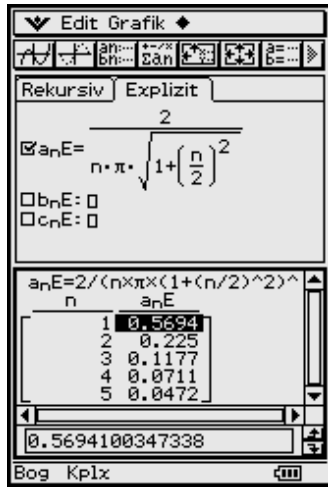 Edit Grafik
Rekursiv Explizit
aₙE= 2/(n·π·√(1+(n/2)²))
bₙE:▯
cₙE:▯
aₙE=2/(n×π×(1+(n/2)^2)^
n aₙE
1 0.5694
2 0.225
3 0.1177
4 0.0711
5 0.0472
0.5694100347338
Bog Kplx